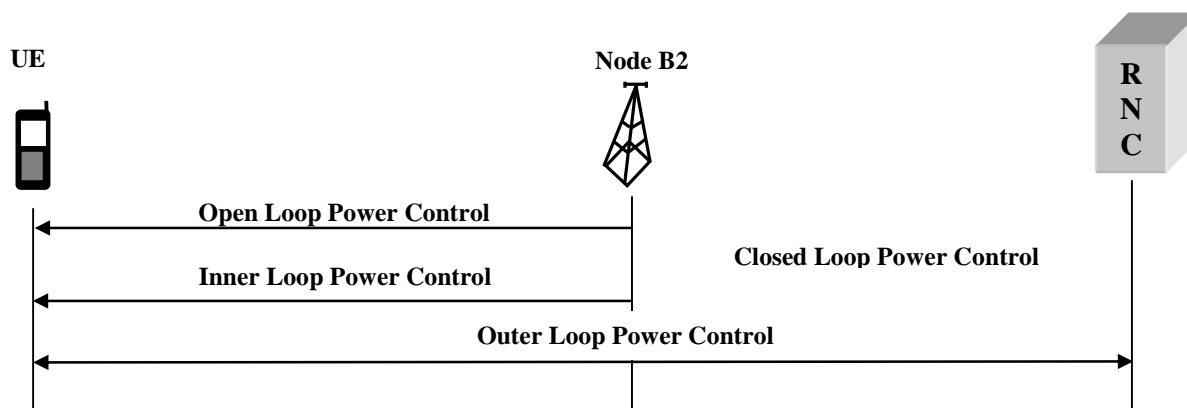 UE
Node B2
R
N
C
Open Loop Power Control
Closed Loop Power Control
Inner Loop Power Control
Outer Loop Power Control